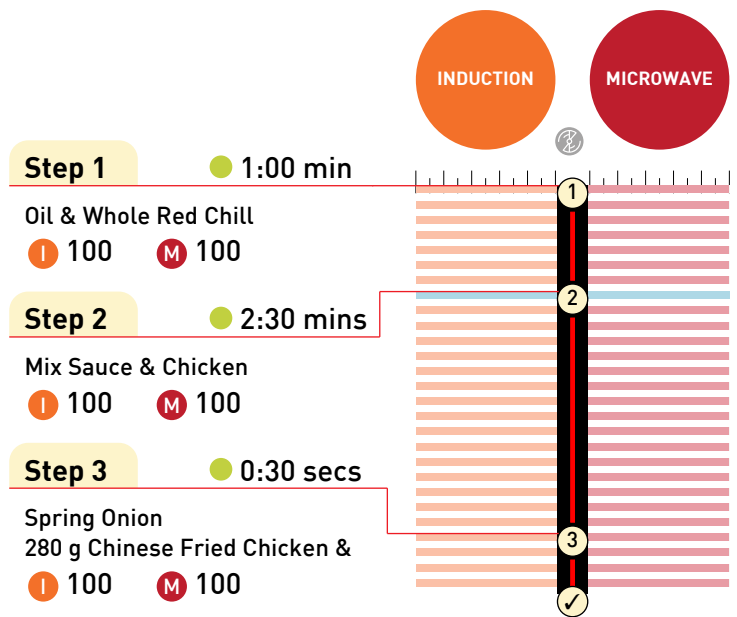 INDUCTION
MICROWAVE
Step 1
1:00 min
Oil & Whole Red Chill
I 100 M 100
Step 2
2:30 mins
Mix Sauce & Chicken
I 100 M 100
Step 3
0:30 secs
Spring Onion
280 g Chinese Fried Chicken &
I 100 M 100
1
2
3
✓